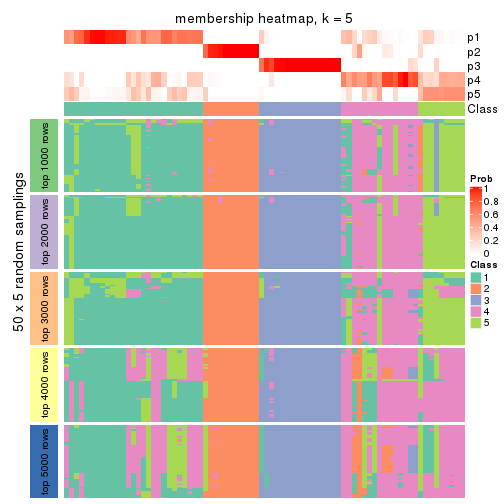 membership heatmap, k = 5
p1
p2
p3
p4
p5
Class
50 x 5 random samplings
top 1000 rows
top 2000 rows
top 3000 rows
top 4000 rows
top 5000 rows
Prob
1
0.8
0.6
0.4
0.2
0
Class
1
2
3
4
5